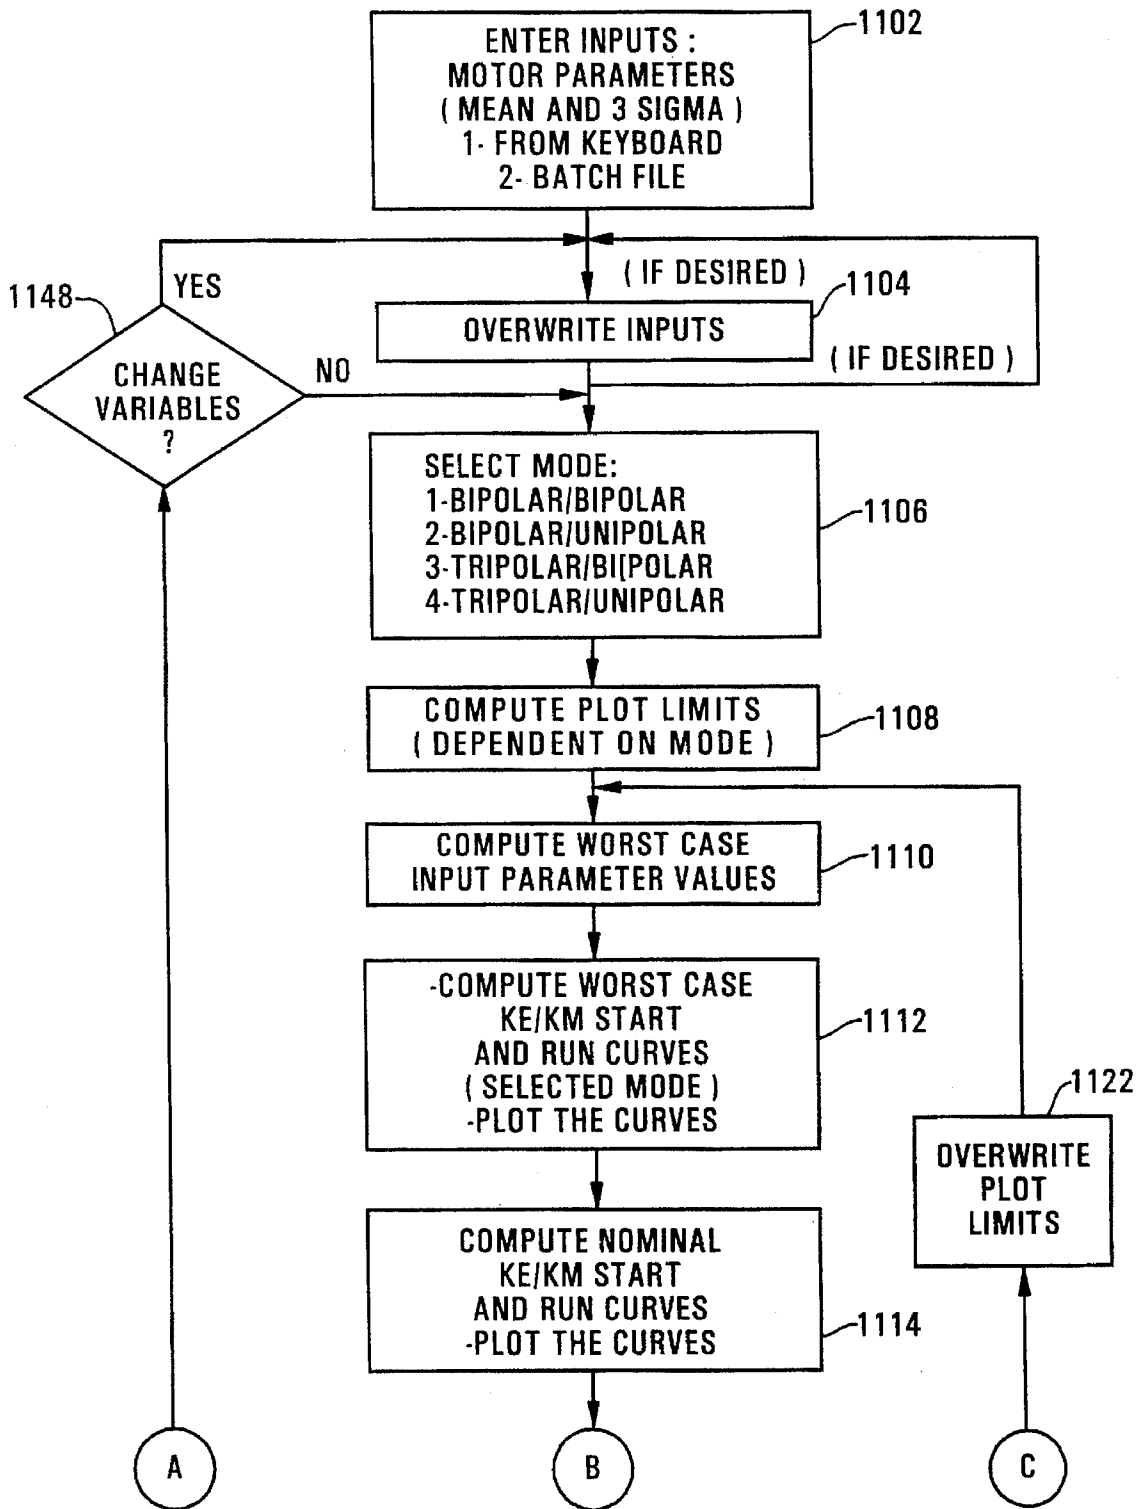 ENTER INPUTS :
MOTOR PARAMETERS
( MEAN AND 3 SIGMA )
1- FROM KEYBOARD
2- BATCH FILE
1102
( IF DESIRED )
1104
OVERWRITE INPUTS
( IF DESIRED )
1148
YES
CHANGE
VARIABLES
?
NO
SELECT MODE:
1-BIPOLAR/BIPOLAR
2-BIPOLAR/UNIPOLAR
3-TRIPOLAR/BI[POLAR
4-TRIPOLAR/UNIPOLAR
1106
COMPUTE PLOT LIMITS
( DEPENDENT ON MODE )
1108
COMPUTE WORST CASE
INPUT PARAMETER VALUES
1110
-COMPUTE WORST CASE
KE/KM START
AND RUN CURVES
( SELECTED MODE )
-PLOT THE CURVES
1112
1122
OVERWRITE
PLOT
LIMITS
COMPUTE NOMINAL
KE/KM START
AND RUN CURVES
-PLOT THE CURVES
1114
A
B
C